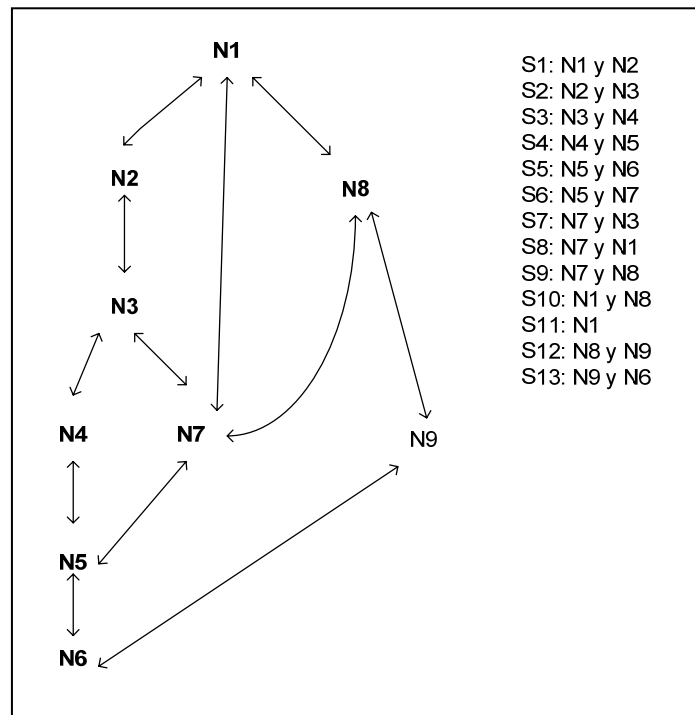 N1
N2
N8
N3
N4
N7
N9
N5
N6
S1: N1 y N2
S2: N2 y N3
S3: N3 y N4
S4: N4 y N5
S5: N5 y N6
S6: N5 y N7
S7: N7 y N3
S8: N7 y N1
S9: N7 y N8
S10: N1 y N8
S11: N1
S12: N8 y N9
S13: N9 y N6